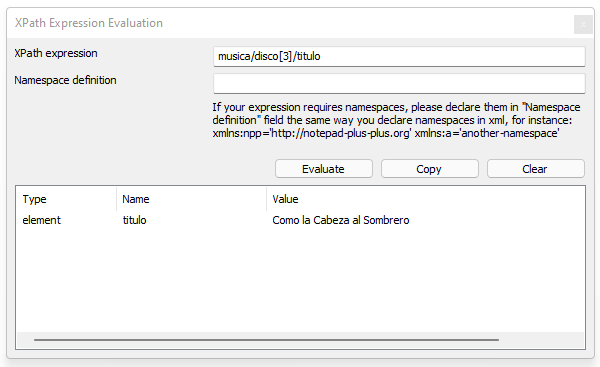 XPath Expression Evaluation
XPath expression
musica/disco[3]/titulo
Namespace definition
If your expression requires namespaces, please declare them in "Namespace
definition" field the same way you declare namespaces in xml, for instance:
xmlns:npp='http://notepad-plus-plus.org' xmlns:a='another-namespace'
Evaluate Copy Clear
Type Name Value
element titulo Como la Cabeza al Sombrero